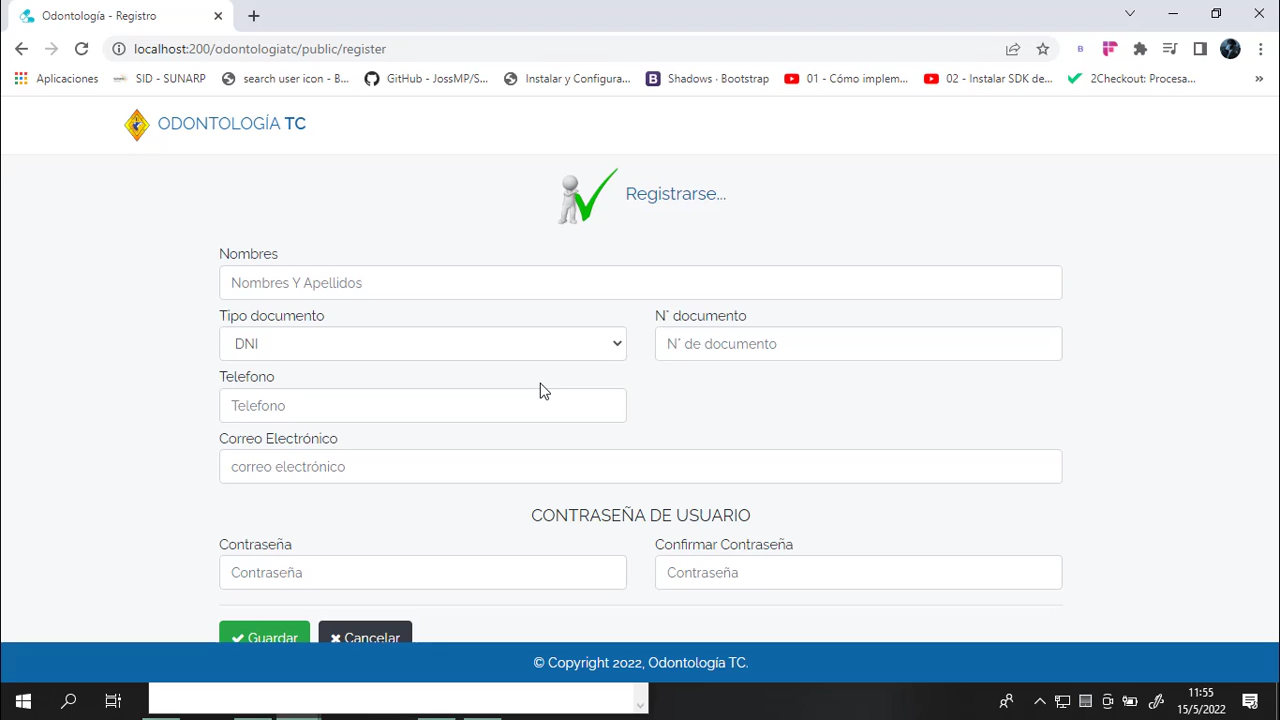 Odontología - Registro
localhost:200/odontologiatc/public/register
Aplicaciones
SID - SUNARP
search user icon - B...
GitHub - JossMP/S...
Instalar y Configura...
Shadows · Bootstrap
01 - Cómo implem...
02 - Instalar SDK de...
2Checkout: Procesa...
»
ODONTOLOGÍA TC
Registrarse...
Nombres
Nombres Y Apellidos
Tipo documento
N° documento
DNI
N° de documento
Telefono
Telefono
Correo Electrónico
correo electrónico
CONTRASEÑA DE USUARIO
Contraseña
Confirmar Contraseña
Contraseña
Contraseña
Guardar
Cancelar
© Copyright 2022, Odontología TC.
11:55
15/5/2022